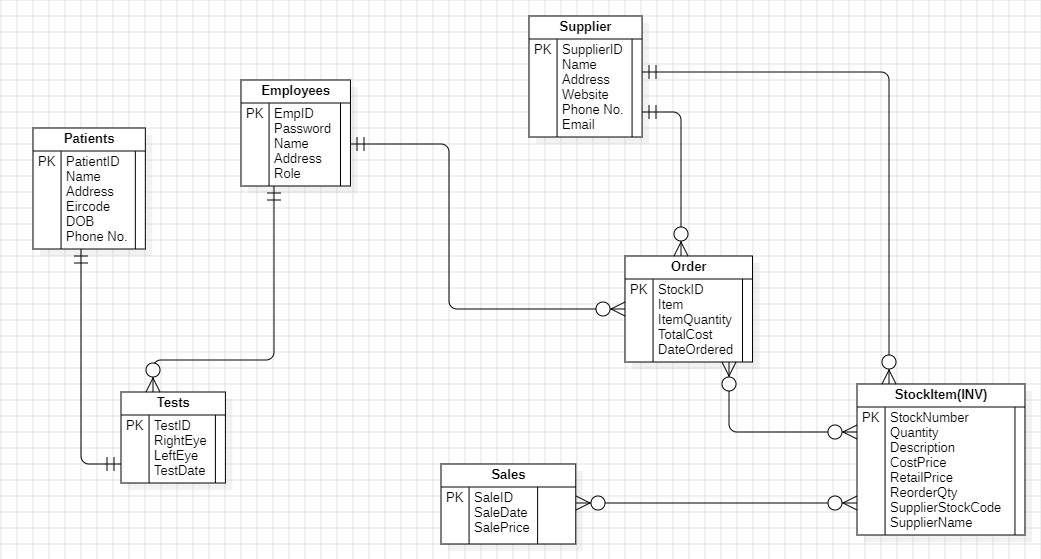 Supplier
PK SupplierID
Name
Address
Website
Phone No.
Email
Employees
PK EmpID
Password
Name
Address
Role
Patients
PK PatientID
Name
Address
Eircode
DOB
Phone No.
Order
PK StockID
Item
ItemQuantity
TotalCost
DateOrdered
Tests
PK TestID
RightEye
LeftEye
TestDate
StockItem(INV)
PK StockNumber
Quantity
Description
CostPrice
RetailPrice
ReorderQty
SupplierStockCode
SupplierName
Sales
PK SaleID
SaleDate
SalePrice